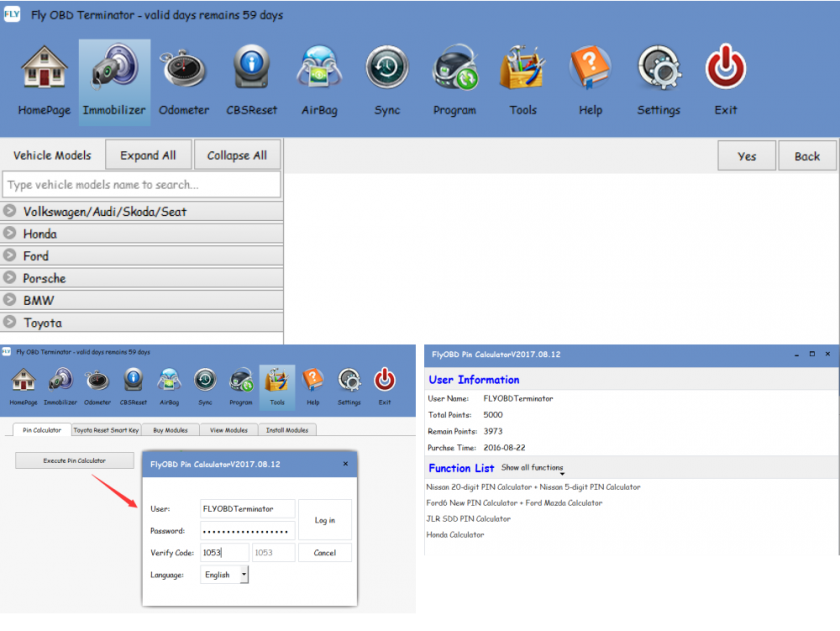 FLY Fly OBD Terminator - valid days remains 59 days
HomePage Immobilizer Odometer CBSReset AirBag Sync Program Tools Help Settings Exit
Vehicle Models Expand All Collapse All Yes Back
Type vehicle models name to search...
Volkswagen/Audi/Skoda/Seat
Honda
Ford
Porsche
BMW
Toyota
FLY Fly OBD Terminator - valid days remains 59 days
HomePage Immobilizer Odometer CBSReset AirBag Sync Program Tools Help Settings Exit
Pin Calculator Toyota Reset Smart Key Buy Modules View Modules Install Modules
Execute Pin Calculator
FlyOBD Pin CalculatorV2017.08.12
User: FLYOBDTerminator
Log in
Password:
Verify Code: 1053 1053 Cancel
Language: English
FlyOBD Pin CalculatorV2017.08.12
User Information
User Name: FLYOBDTerminator
Total Points: 5000
Remain Points: 3973
Purchse Time: 2016-08-22
Function List Show all functions
Nissan 20-digit PIN Calculator + Nissan 5-digit PIN Calculator
Ford6 New PIN Calculator + Ford Mazda Calculator
JLR SDD PIN Calculator
Honda Calculator